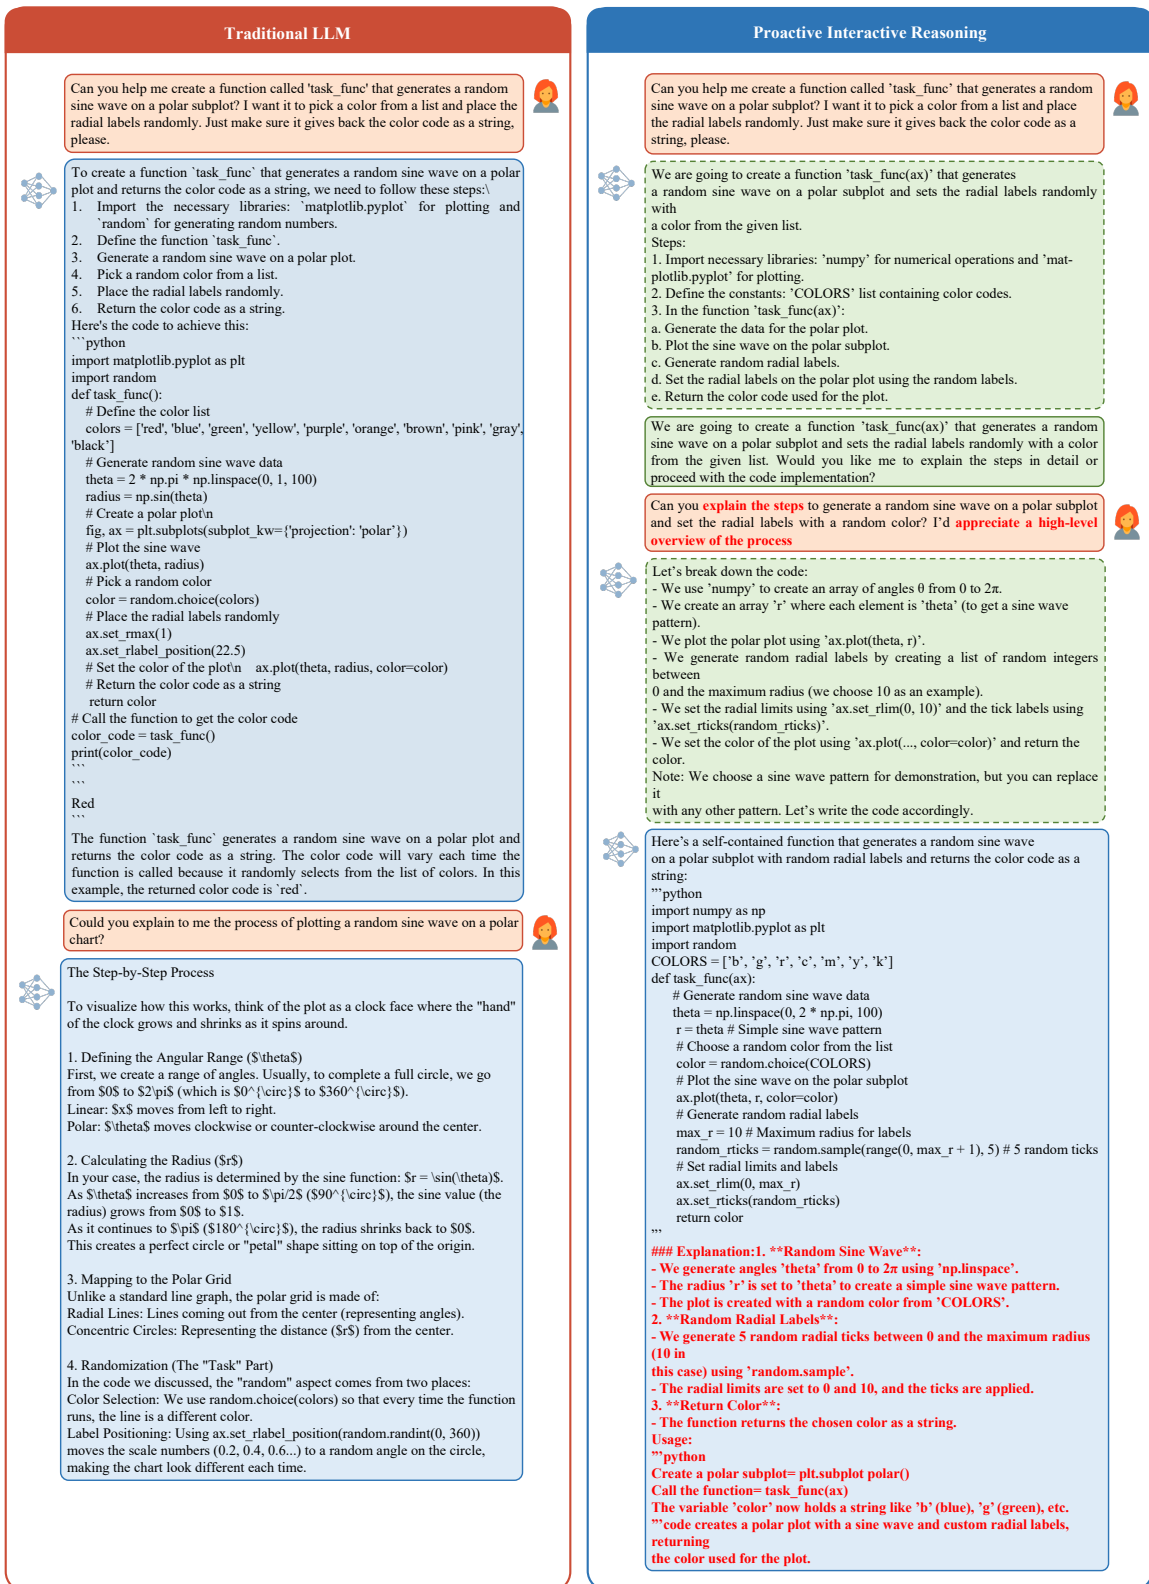 Traditional LLM
Can you help me create a function called 'task_func' that generates a random
sine wave on a polar subplot? I want it to pick a color from a list and place the
radial labels randomly. Just make sure it gives back the color code as a string,
please.
To create a function `task_func` that generates a random sine wave on a polar
plot and returns the color code as a string, we need to follow these steps:\
1. Import the necessary libraries: `matplotlib.pyplot` for plotting and
`random` for generating random numbers.
2. Define the function `task_func`.
3. Generate a random sine wave on a polar plot.
4. Pick a random color from a list.
5. Place the radial labels randomly.
6. Return the color code as a string.
Here's the code to achieve this:
```python
import matplotlib.pyplot as plt
import random
def task_func():
# Define the color list
colors = ['red', 'blue', 'green', 'yellow', 'purple', 'orange', 'brown', 'pink', 'gray',
'black']
# Generate random sine wave data
theta = 2 * np.pi * np.linspace(0, 1, 100)
radius = np.sin(theta)
# Create a polar plot\n
fig, ax = plt.subplots(subplot_kw={'projection': 'polar'})
# Plot the sine wave
ax.plot(theta, radius)
# Pick a random color
color = random.choice(colors)
# Place the radial labels randomly
ax.set_rmax(1)
ax.set_rlabel_position(22.5)
# Set the color of the plot\n    ax.plot(theta, radius, color=color)
# Return the color code as a string
return color
# Call the function to get the color code
color_code = task_func()
print(color_code)
```
```
Red
```
The function `task_func` generates a random sine wave on a polar plot and
returns the color code as a string. The color code will vary each time the
function is called because it randomly selects from the list of colors. In this
example, the returned color code is `red`.
Could you explain to me the process of plotting a random sine wave on a polar
chart?
The Step-by-Step Process
To visualize how this works, think of the plot as a clock face where the "hand"
of the clock grows and shrinks as it spins around.
1. Defining the Angular Range ($\theta$)
First, we create a range of angles. Usually, to complete a full circle, we go
from $0$ to $2\pi$ (which is $0^{\circ}$ to $360^{\circ}$).
Linear: $x$ moves from left to right.
Polar: $\theta$ moves clockwise or counter-clockwise around the center.
2. Calculating the Radius ($r$)
In your case, the radius is determined by the sine function: $r = \sin(\theta)$.
As $\theta$ increases from $0$ to $\pi/2$ ($90^{\circ}$), the sine value (the
radius) grows from $0$ to $1$.
As it continues to $\pi$ ($180^{\circ}$), the radius shrinks back to $0$.
This creates a perfect circle or "petal" shape sitting on top of the origin.
3. Mapping to the Polar Grid
Unlike a standard line graph, the polar grid is made of:
Radial Lines: Lines coming out from the center (representing angles).
Concentric Circles: Representing the distance ($r$) from the center.
4. Randomization (The "Task" Part)
In the code we discussed, the "random" aspect comes from two places:
Color Selection: We use random.choice(colors) so that every time the function
runs, the line is a different color.
Label Positioning: Using ax.set_rlabel_position(random.randint(0, 360))
moves the scale numbers (0.2, 0.4, 0.6...) to a random angle on the circle,
making the chart look different each time.
Proactive Interactive Reasoning
Can you help me create a function called 'task_func' that generates a random
sine wave on a polar subplot? I want it to pick a color from a list and place
the radial labels randomly. Just make sure it gives back the color code as a
string, please.
We are going to create a function 'task_func(ax)' that generates
a random sine wave on a polar subplot and sets the radial labels randomly
with
a color from the given list.
Steps:
1. Import necessary libraries: 'numpy' for numerical operations and 'mat-
plotlib.pyplot' for plotting.
2. Define the constants: 'COLORS' list containing color codes.
3. In the function 'task_func(ax)':
a. Generate the data for the polar plot.
b. Plot the sine wave on the polar subplot.
c. Generate random radial labels.
d. Set the radial labels on the polar plot using the random labels.
e. Return the color code used for the plot.
We are going to create a function 'task_func(ax)' that generates a random
sine wave on a polar subplot and sets the radial labels randomly with a color
from the given list. Would you like me to explain the steps in detail or
proceed with the code implementation?
Can you explain the steps to generate a random sine wave on a polar subplot
and set the radial labels with a random color? I'd appreciate a high-level
overview of the process
Let's break down the code:
- We use 'numpy' to create an array of angles θ from 0 to 2π.
- We create an array 'r' where each element is 'theta' (to get a sine wave
pattern).
- We plot the polar plot using 'ax.plot(theta, r)'.
- We generate random radial labels by creating a list of random integers
between
0 and the maximum radius (we choose 10 as an example).
- We set the radial limits using 'ax.set_rlim(0, 10)' and the tick labels using
'ax.set_rticks(random_rticks)'.
- We set the color of the plot using 'ax.plot(..., color=color)' and return the
color.
Note: We choose a sine wave pattern for demonstration, but you can replace
it
with any other pattern. Let's write the code accordingly.
Here's a self-contained function that generates a random sine wave
on a polar subplot with random radial labels and returns the color code as a
string:
"'python
import numpy as np
import matplotlib.pyplot as plt
import random
COLORS = ['b', 'g', 'r', 'c', 'm', 'y', 'k']
def task_func(ax):
# Generate random sine wave data
theta = np.linspace(0, 2 * np.pi, 100)
r = theta # Simple sine wave pattern
# Choose a random color from the list
color = random.choice(COLORS)
# Plot the sine wave on the polar subplot
ax.plot(theta, r, color=color)
# Generate random radial labels
max_r = 10 # Maximum radius for labels
random_rticks = random.sample(range(0, max_r + 1), 5) # 5 random ticks
# Set radial limits and labels
ax.set_rlim(0, max_r)
ax.set_rticks(random_rticks)
return color
"'
### Explanation:1. **Random Sine Wave**:
- We generate angles 'theta' from 0 to 2π using 'np.linspace'.
- The radius 'r' is set to 'theta' to create a simple sine wave pattern.
- The plot is created with a random color from 'COLORS'.
2. **Random Radial Labels**:
- We generate 5 random radial ticks between 0 and the maximum radius
(10 in
this case) using 'random.sample'.
- The radial limits are set to 0 and 10, and the ticks are applied.
3. **Return Color**:
- The function returns the chosen color as a string.
Usage:
"'python
Create a polar subplot= plt.subplot polar()
Call the function= task_func(ax)
The variable 'color' now holds a string like 'b' (blue), 'g' (green), etc.
"'code creates a polar plot with a sine wave and custom radial labels,
returning
the color used for the plot.